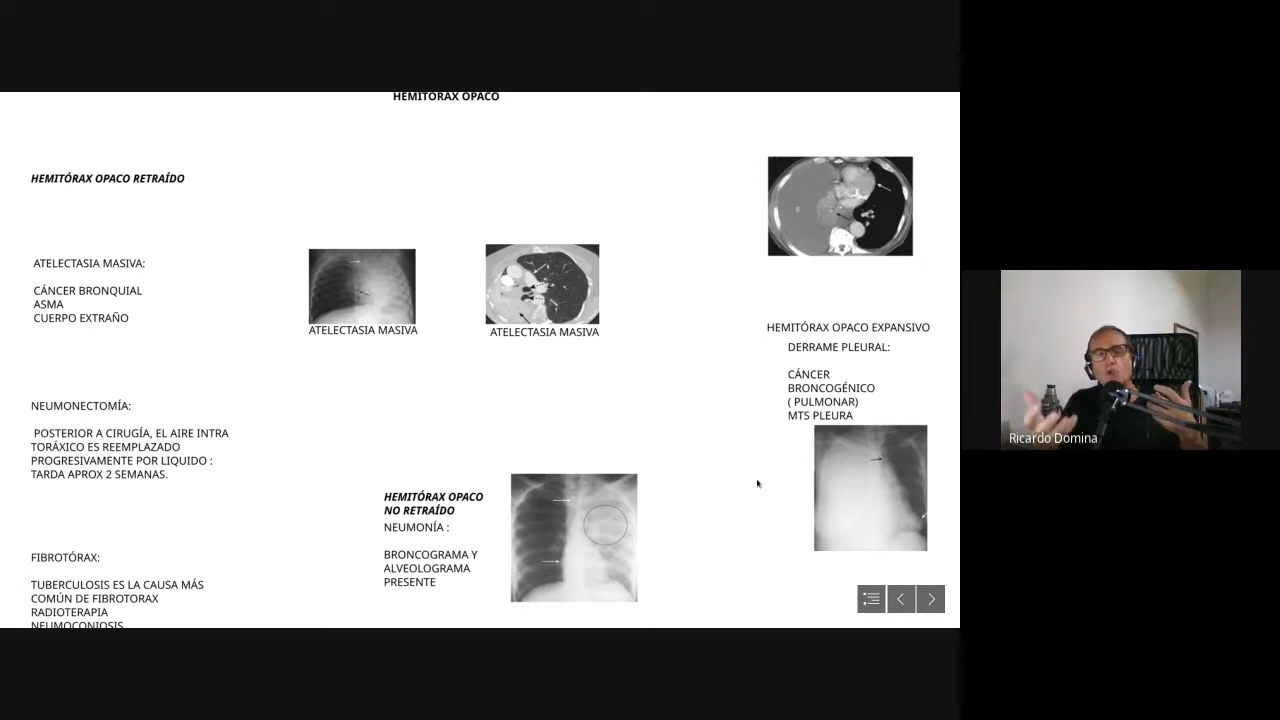 HEMITÓRAX OPACO
HEMITÓRAX OPACO RETRAÍDO
ATELECTASIA MASIVA:
CÁNCER BRONQUIAL
ASMA
CUERPO EXTRAÑO
ATELECTASIA MASIVA
ATELECTASIA MASIVA
NEUMONECTOMÍA:
POSTERIOR A CIRUGÍA, EL AIRE INTRA
TORÁXICO ES REEMPLAZADO
PROGRESIVAMENTE POR LIQUIDO :
TARDA APROX 2 SEMANAS.
FIBROTÓRAX:
TUBERCULOSIS ES LA CAUSA MÁS
COMÚN DE FIBROTORAX
RADIOTERAPIA
NEUMOCONIOSIS
HEMITÓRAX OPACO
NO RETRAÍDO
NEUMONÍA :
BRONCOGRAMA Y
ALVEOLOGRAMA
PRESENTE
E
HEMITÓRAX OPACO EXPANSIVO
DERRAME PLEURAL:
CÁNCER
BRONCOGÉNICO
( PULMONAR)
MTS PLEURA
Ricardo Domina